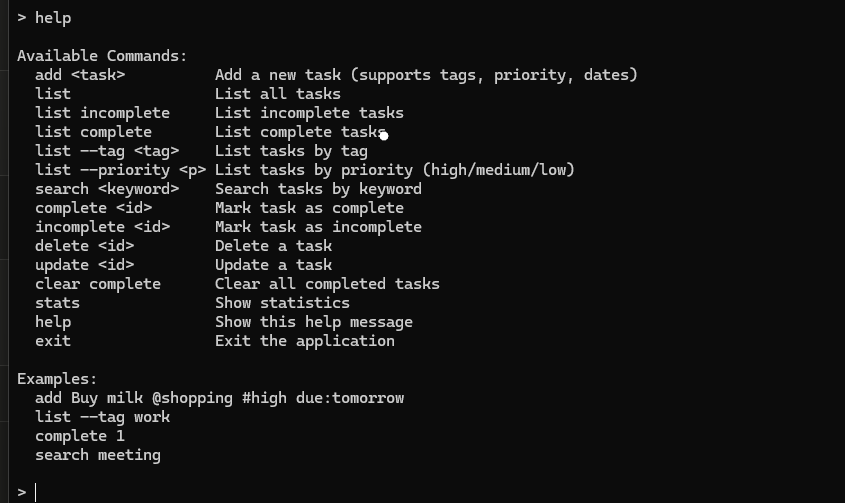 > help
Available Commands:
add <task> Add a new task (supports tags, priority, dates)
list List all tasks
list incomplete List incomplete tasks
list complete List complete tasks
list --tag <tag> List tasks by tag
list --priority <p> List tasks by priority (high/medium/low)
search <keyword> Search tasks by keyword
complete <id> Mark task as complete
incomplete <id> Mark task as incomplete
delete <id> Delete a task
update <id> Update a task
clear complete Clear all completed tasks
stats Show statistics
help Show this help message
exit Exit the application
Examples:
add Buy milk @shopping #high due:tomorrow
list --tag work
complete 1
search meeting
>